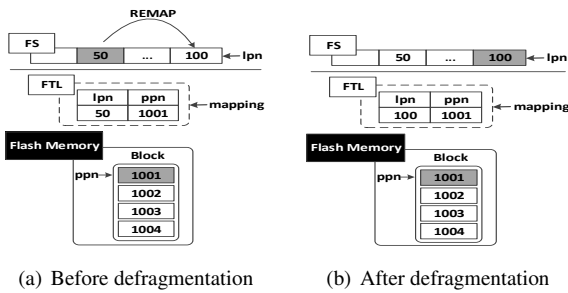 REMAP
FS
50 ... 100 lpn
FTL
lpn ppn
50 1001
mapping
Flash Memory
Block
ppn
1001
1002
1003
1004
(a) Before defragmentation
FS
50 ... 100 lpn
FTL
lpn ppn
100 1001
mapping
Flash Memory
Block
ppn
1001
1002
1003
1004
(b) After defragmentation